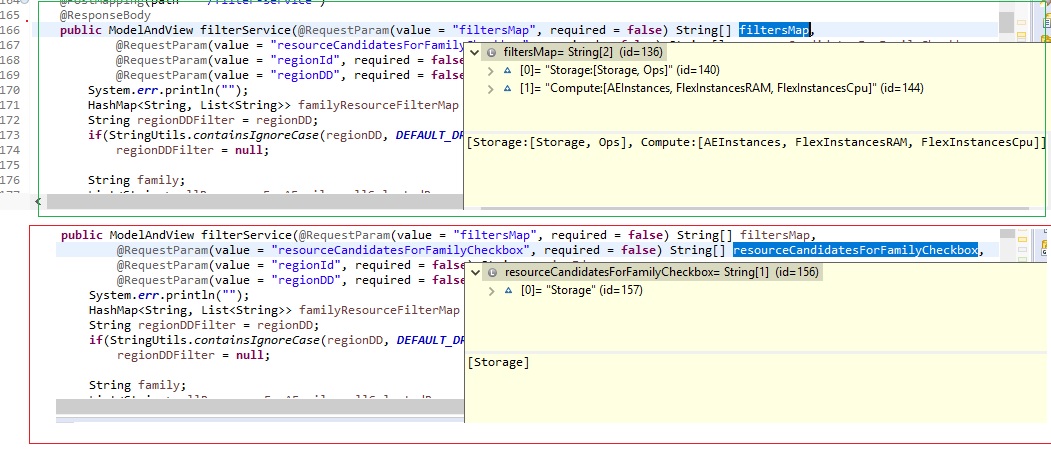 164 @PostMapping(path = "/filter-service")
165 @ResponseBody
166 public ModelAndView filterService(@RequestParam(value = "filtersMap", required = false) String[] filtersMap,
167 @RequestParam(value = "resourceCandidatesForFamily
168 @RequestParam(value = "regionId", required = false
169 @RequestParam(value = "regionDD", required = false
170 System.err.println("");
171 HashMap<String, List<String>> familyResourceFilterMap
172 String regionDDFilter = regionDD;
173 if(StringUtils.containsIgnoreCase(regionDD, DEFAULT_DR
174 regionDDFilter = null;
175
176 String family;
177
filtersMap= String[2] (id=136)
[0]= "Storage:[Storage, Ops]" (id=140)
[1]= "Compute:[AEInstances, FlexInstancesRAM, FlexInstancesCpu]" (id=144)
[Storage:[Storage, Ops], Compute:[AEInstances, FlexInstancesRAM, FlexInstancesCpu]]
public ModelAndView filterService(@RequestParam(value = "filtersMap", required = false) String[] filtersMap,
@RequestParam(value = "resourceCandidatesForFamilyCheckbox", required = false) String[] resourceCandidatesForFamilyCheckbox,
@RequestParam(value = "regionId", required = false
@RequestParam(value = "regionDD", required = false
System.err.println("");
HashMap<String, List<String>> familyResourceFilterMap
String regionDDFilter = regionDD;
if(StringUtils.containsIgnoreCase(regionDD, DEFAULT_DR
regionDDFilter = null;
String family;
resourceCandidatesForFamilyCheckbox= String[1] (id=156)
[0]= "Storage" (id=157)
[Storage]